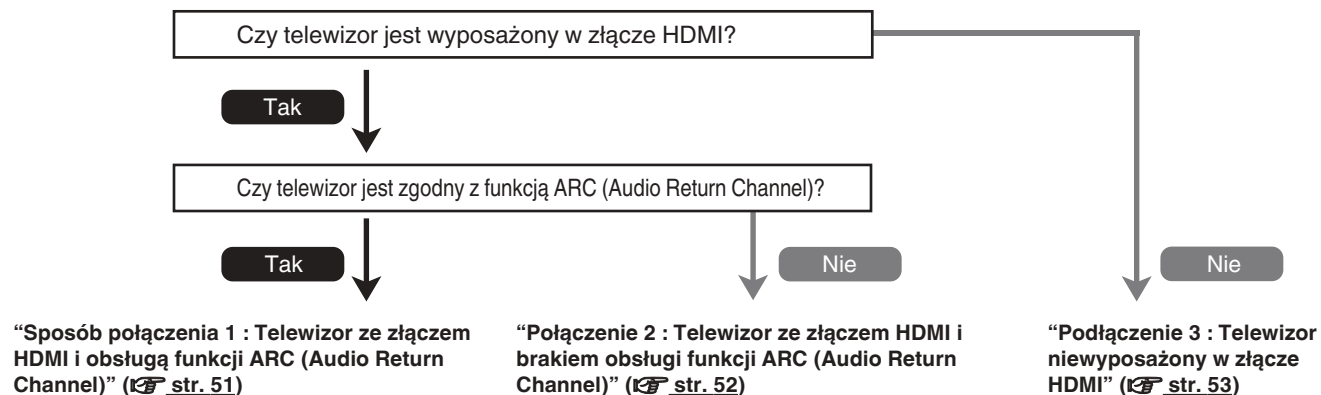 Czy telewizor jest wyposażony w złącze HDMI?
Tak
Czy telewizor jest zgodny z funkcją ARC (Audio Return Channel)?
Tak
Nie
Nie
“Sposób połączenia 1 : Telewizor ze złączem
HDMI i obsługą funkcji ARC (Audio Return
Channel)” (☞ str. 51)
“Połączenie 2 : Telewizor ze złączem HDMI i
brakiem obsługi funkcji ARC (Audio Return
Channel)” (☞ str. 52)
“Podłączenie 3 : Telewizor
niewyposażony w złącze
HDMI” (☞ str. 53)